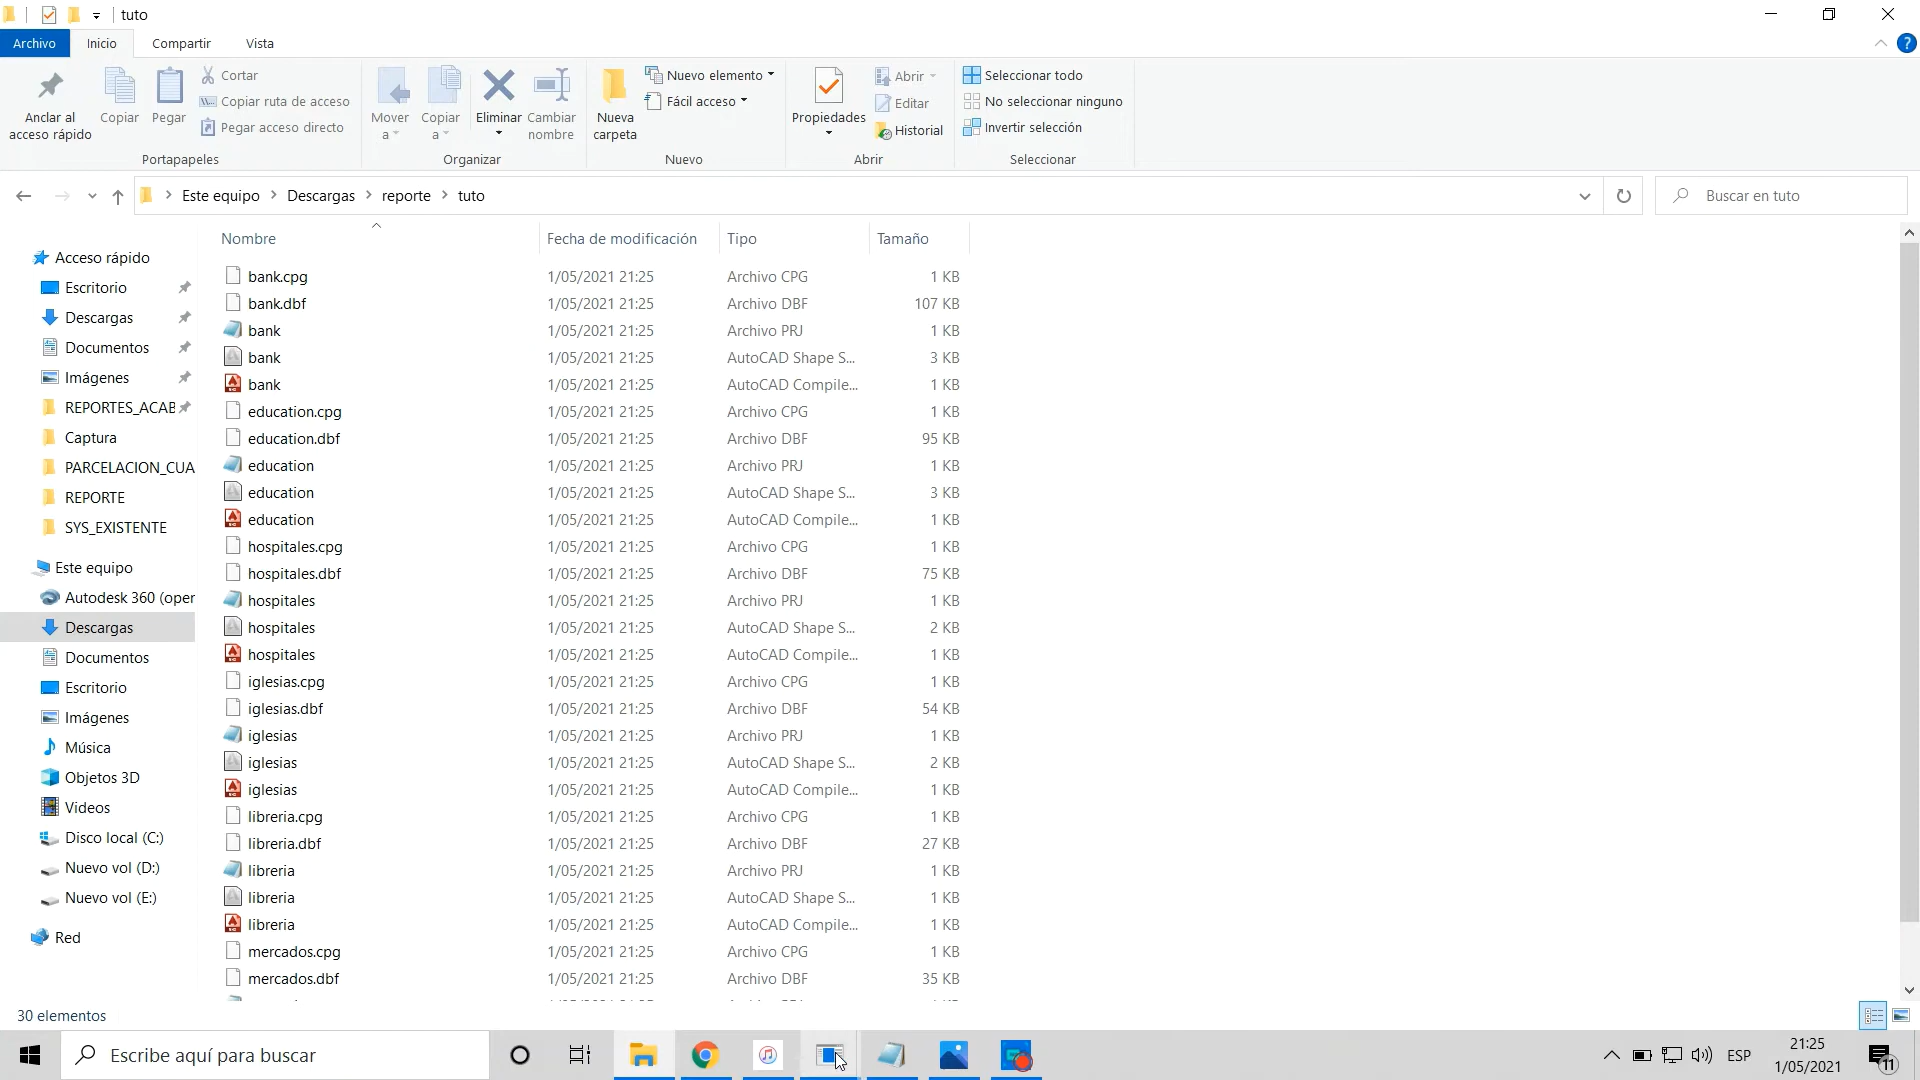 tuto
Archivo Inicio Compartir Vista
Anclar al acceso rápido
Copiar
Pegar
Cortar
Copiar ruta de acceso
Pegar acceso directo
Portapapeles
Mover a
Copiar a
Eliminar
Cambiar nombre
Organizar
Nueva carpeta
Nuevo elemento
Fácil acceso
Nuevo
Propiedades
Abrir
Editar
Historial
Abrir
Seleccionar todo
No seleccionar ninguno
Invertir selección
Seleccionar
Este equipo > Descargas > reporte > tuto
Buscar en tuto
Acceso rápido
Escritorio
Descargas
Documentos
Imágenes
REPORTES_ACAB
Captura
PARCELACION_CUA
REPORTE
SYS_EXISTENTE
Este equipo
Autodesk 360 (oper
Descargas
Documentos
Escritorio
Imágenes
Música
Objetos 3D
Videos
Disco local (C:)
Nuevo vol (D:)
Nuevo vol (E:)
Red
Nombre Fecha de modificación Tipo Tamaño
bank.cpg 1/05/2021 21:25 Archivo CPG 1 KB
bank.dbf 1/05/2021 21:25 Archivo DBF 107 KB
bank 1/05/2021 21:25 Archivo PRJ 1 KB
bank 1/05/2021 21:25 AutoCAD Shape S... 3 KB
bank 1/05/2021 21:25 AutoCAD Compile... 1 KB
education.cpg 1/05/2021 21:25 Archivo CPG 1 KB
education.dbf 1/05/2021 21:25 Archivo DBF 95 KB
education 1/05/2021 21:25 Archivo PRJ 1 KB
education 1/05/2021 21:25 AutoCAD Shape S... 3 KB
education 1/05/2021 21:25 AutoCAD Compile... 1 KB
hospitales.cpg 1/05/2021 21:25 Archivo CPG 1 KB
hospitales.dbf 1/05/2021 21:25 Archivo DBF 75 KB
hospitales 1/05/2021 21:25 Archivo PRJ 1 KB
hospitales 1/05/2021 21:25 AutoCAD Shape S... 2 KB
hospitales 1/05/2021 21:25 AutoCAD Compile... 1 KB
iglesias.cpg 1/05/2021 21:25 Archivo CPG 1 KB
iglesias.dbf 1/05/2021 21:25 Archivo DBF 54 KB
iglesias 1/05/2021 21:25 Archivo PRJ 1 KB
iglesias 1/05/2021 21:25 AutoCAD Shape S... 2 KB
iglesias 1/05/2021 21:25 AutoCAD Compile... 1 KB
libreria.cpg 1/05/2021 21:25 Archivo CPG 1 KB
libreria.dbf 1/05/2021 21:25 Archivo DBF 27 KB
libreria 1/05/2021 21:25 Archivo PRJ 1 KB
libreria 1/05/2021 21:25 AutoCAD Shape S... 1 KB
libreria 1/05/2021 21:25 AutoCAD Compile... 1 KB
mercados.cpg 1/05/2021 21:25 Archivo CPG 1 KB
mercados.dbf 1/05/2021 21:25 Archivo DBF 35 KB
30 elementos
Escribe aquí para buscar
ESP
21:25
1/05/2021
11